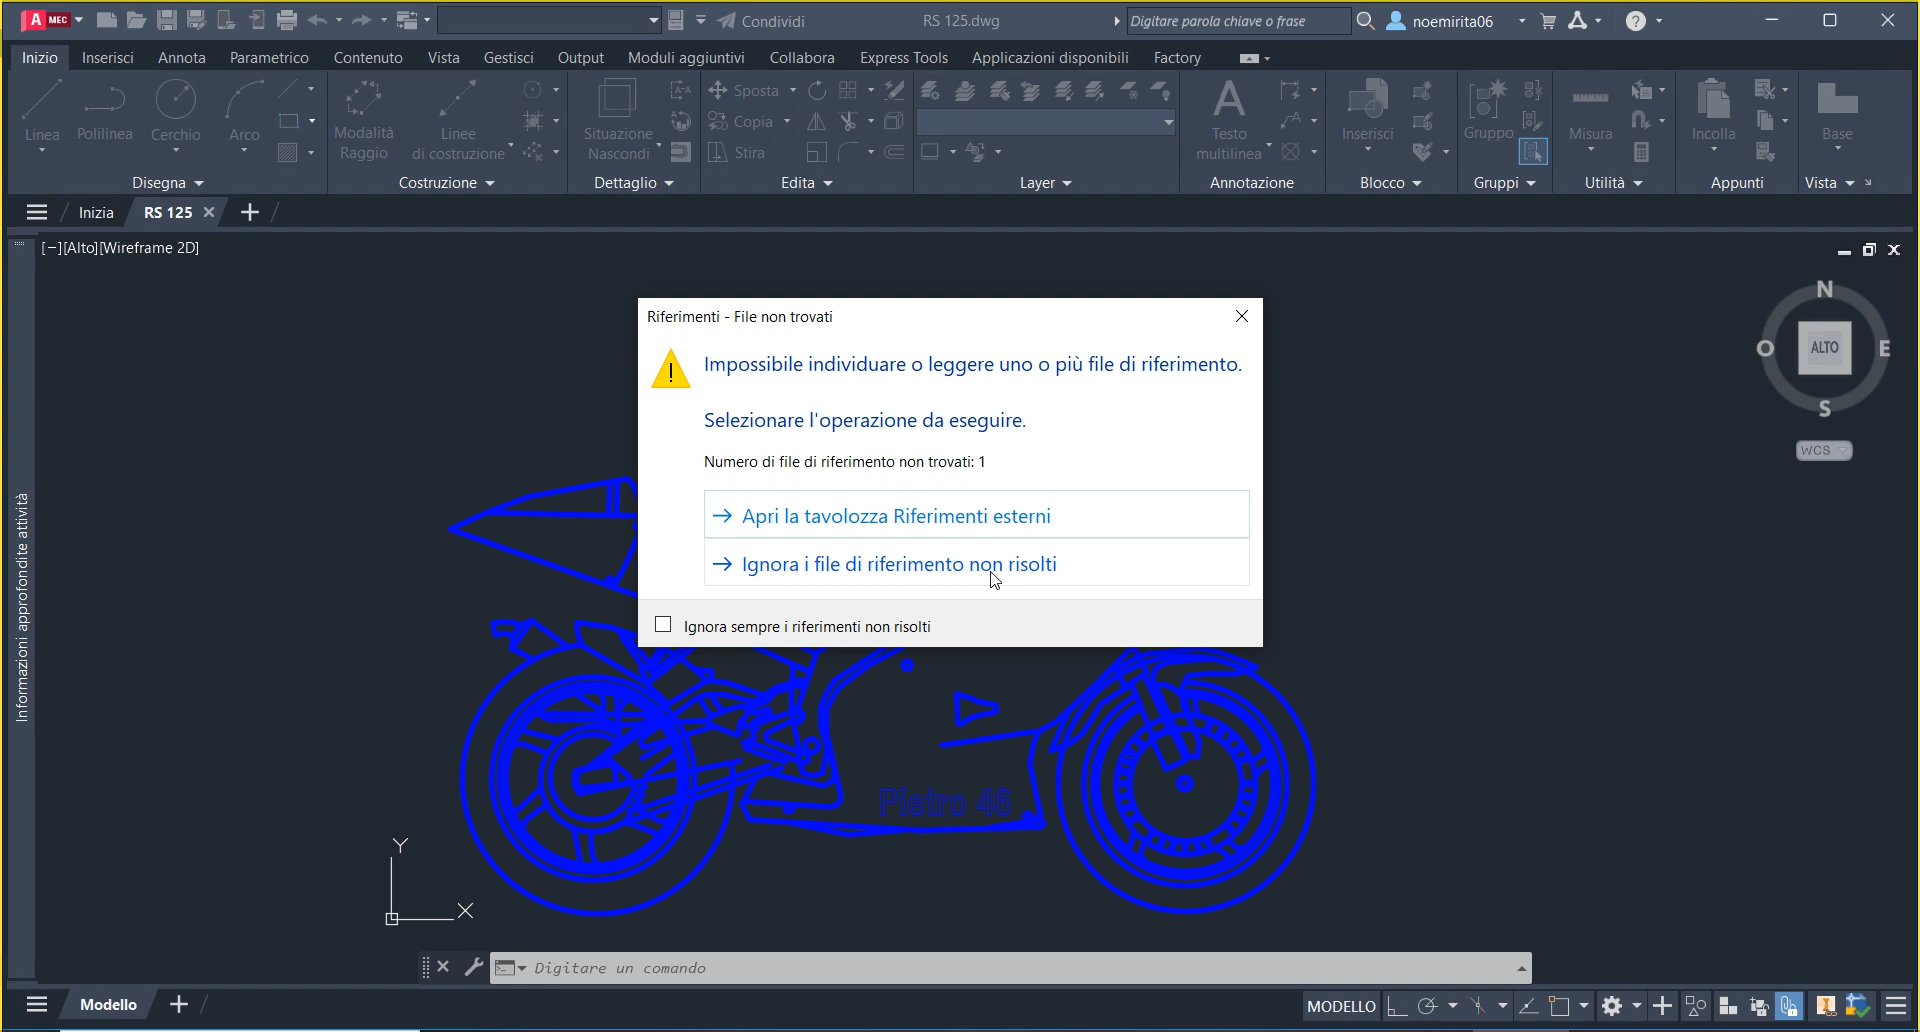 A MEC
Condividi
RS 125.dwg
Digitare parola chiave o frase
noemirita06
?
Inizio
Inserisci
Annota
Parametrico
Contenuto
Vista
Gestisci
Output
Moduli aggiuntivi
Collabora
Express Tools
Applicazioni disponibili
Factory
Linea
Polilinea
Cerchio
Arco
Disegna
Modalità
Raggio
Linee
di costruzione
Costruzione
Situazione
Nascondi
Dettaglio
Sposta
Copia
Stira
Edita
Layer
Testo
multilinea
Annotazione
Inserisci
Blocco
Gruppo
Gruppi
Misura
Utilità
Incolla
Appunti
Base
Vista
Inizia
RS 125
[−][Alto][Wireframe 2D]
Informazioni approfondite attività
N
O
ALTO
E
S
WCS
Riferimenti - File non trovati
Impossibile individuare o leggere uno o più file di riferimento.
Selezionare l'operazione da eseguire.
Numero di file di riferimento non trovati: 1
Apri la tavolozza Riferimenti esterni
Ignora i file di riferimento non risolti
Ignora sempre i riferimenti non risolti
Pietro 46
Y
X
Digitare un comando
Modello
MODELLO